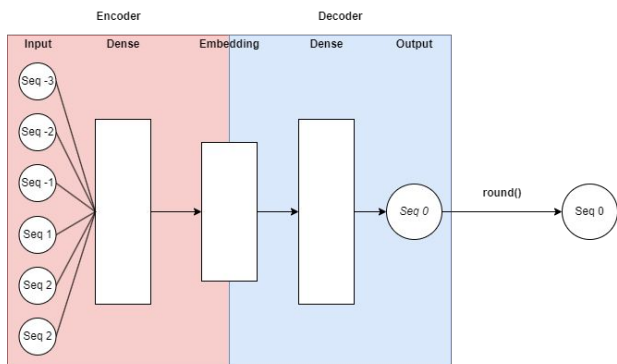 Encoder Decoder
Input Dense Embedding Dense Output
Seq -3
Seq -2
Seq -1
Seq 1
Seq 2
Seq 2
Seq 0
round()
Seq 0